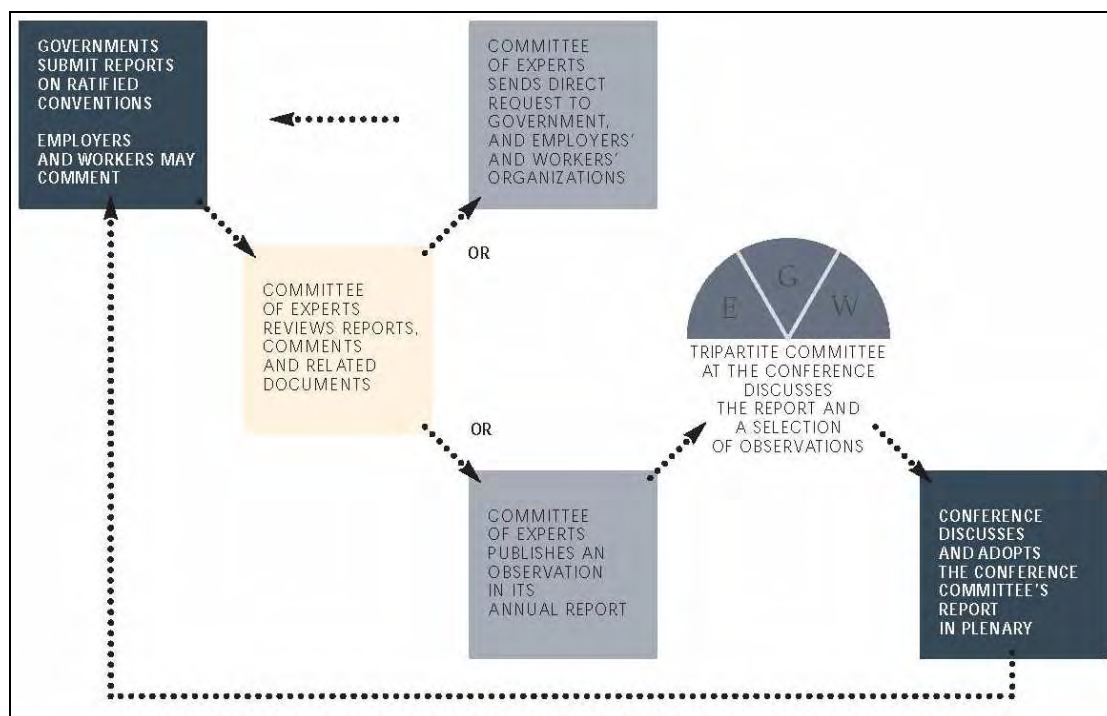 GOVERNMENTS
SUBMIT REPORTS
ON RATIFIED
CONVENTIONS
EMPLOYERS
AND WORKERS MAY
COMMENT
COMMITTEE
OF EXPERTS
SENDS DIRECT
REQUEST TO
GOVERNMENT,
AND EMPLOYERS’
AND WORKERS’
ORGANIZATIONS
OR
COMMITTEE
OF EXPERTS
REVIEWS REPORTS,
COMMENTS
AND RELATED
DOCUMENTS
OR
E G W
TRIPARTITE COMMITTEE
AT THE CONFERENCE
DISCUSSES
THE REPORT AND
A SELECTION
OF OBSERVATIONS
COMMITTEE
OF EXPERTS
PUBLISHES AN
OBSERVATION
IN ITS
ANNUAL REPORT
CONFERENCE
DISCUSSES
AND ADOPTS
THE CONFERENCE
COMMITTEE’S
REPORT
IN PLENARY